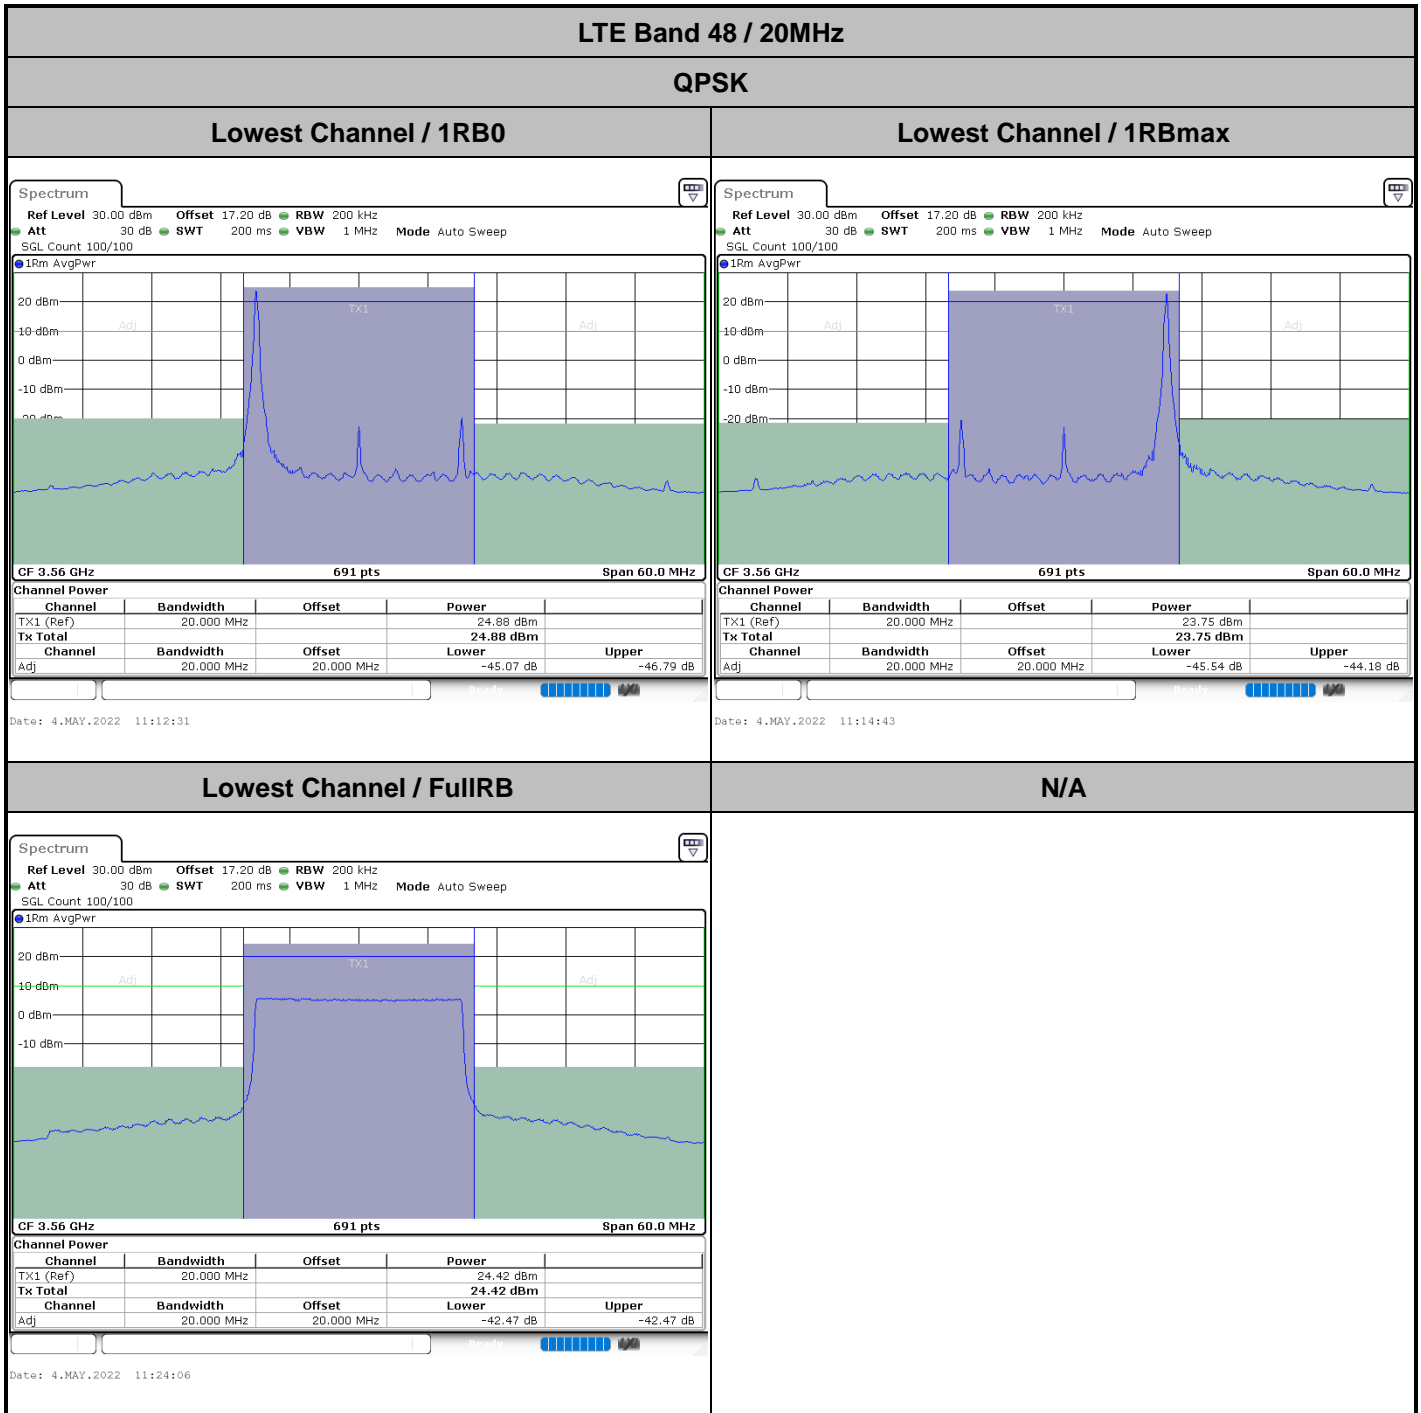 LTE Band 48 / 20MHz
QPSK
Lowest Channel / 1RB0
Lowest Channel / 1RBmax
Spectrum
Ref Level 30.00 dBm Offset 17.20 dB RBW 200 kHz
Att 30 dB SWT 200 ms VBW 1 MHz Mode Auto Sweep
SGL Count 100/100
1Rm AvgPwr
TX1
Adj
Adj
20 dBm
10 dBm
0 dBm
-10 dBm
-20 dBm
CF 3.56 GHz 691 pts Span 60.0 MHz
Channel Power
Channel Bandwidth Offset Power
TX1 (Ref) 20.000 MHz 24.88 dBm
Tx Total 24.88 dBm
Channel Bandwidth Offset Lower Upper
Adj 20.000 MHz 20.000 MHz -45.07 dB -46.79 dB
Ready
Date: 4.MAY.2022 11:12:31
Spectrum
Ref Level 30.00 dBm Offset 17.20 dB RBW 200 kHz
Att 30 dB SWT 200 ms VBW 1 MHz Mode Auto Sweep
SGL Count 100/100
1Rm AvgPwr
TX1
Adj
Adj
20 dBm
10 dBm
0 dBm
-10 dBm
-20 dBm
CF 3.56 GHz 691 pts Span 60.0 MHz
Channel Power
Channel Bandwidth Offset Power
TX1 (Ref) 20.000 MHz 23.75 dBm
Tx Total 23.75 dBm
Channel Bandwidth Offset Lower Upper
Adj 20.000 MHz 20.000 MHz -45.54 dB -44.18 dB
Ready
Date: 4.MAY.2022 11:14:43
Lowest Channel / FullRB
N/A
Spectrum
Ref Level 30.00 dBm Offset 17.20 dB RBW 200 kHz
Att 30 dB SWT 200 ms VBW 1 MHz Mode Auto Sweep
SGL Count 100/100
1Rm AvgPwr
TX1
Adj
Adj
20 dBm
10 dBm
0 dBm
-10 dBm
CF 3.56 GHz 691 pts Span 60.0 MHz
Channel Power
Channel Bandwidth Offset Power
TX1 (Ref) 20.000 MHz 24.42 dBm
Tx Total 24.42 dBm
Channel Bandwidth Offset Lower Upper
Adj 20.000 MHz 20.000 MHz -42.47 dB -42.47 dB
Ready
Date: 4.MAY.2022 11:24:06